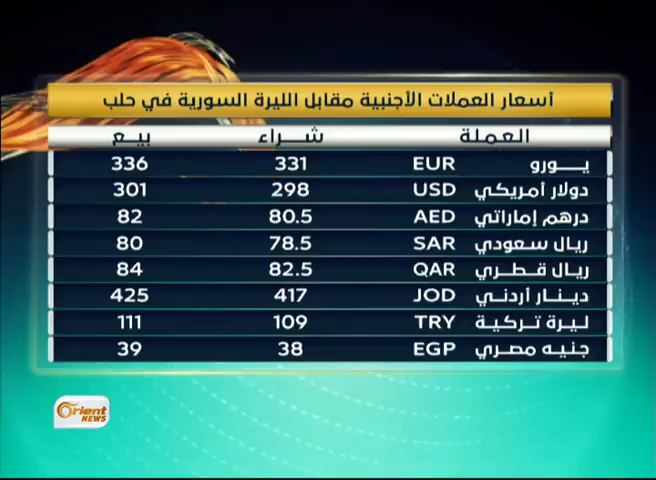 أسعار العملات الأجنبية مقابل الليرة السورية في حلب
العملة شراء بيع
يورو EUR 331 336
دولار أمريكي USD 298 301
درهم إماراتي AED 80.5 82
ريال سعودي SAR 78.5 80
ريال قطري QAR 82.5 84
دينار أردني JOD 417 425
ليرة تركية TRY 109 111
جنيه مصري EGP 38 39
Orient
NEWS